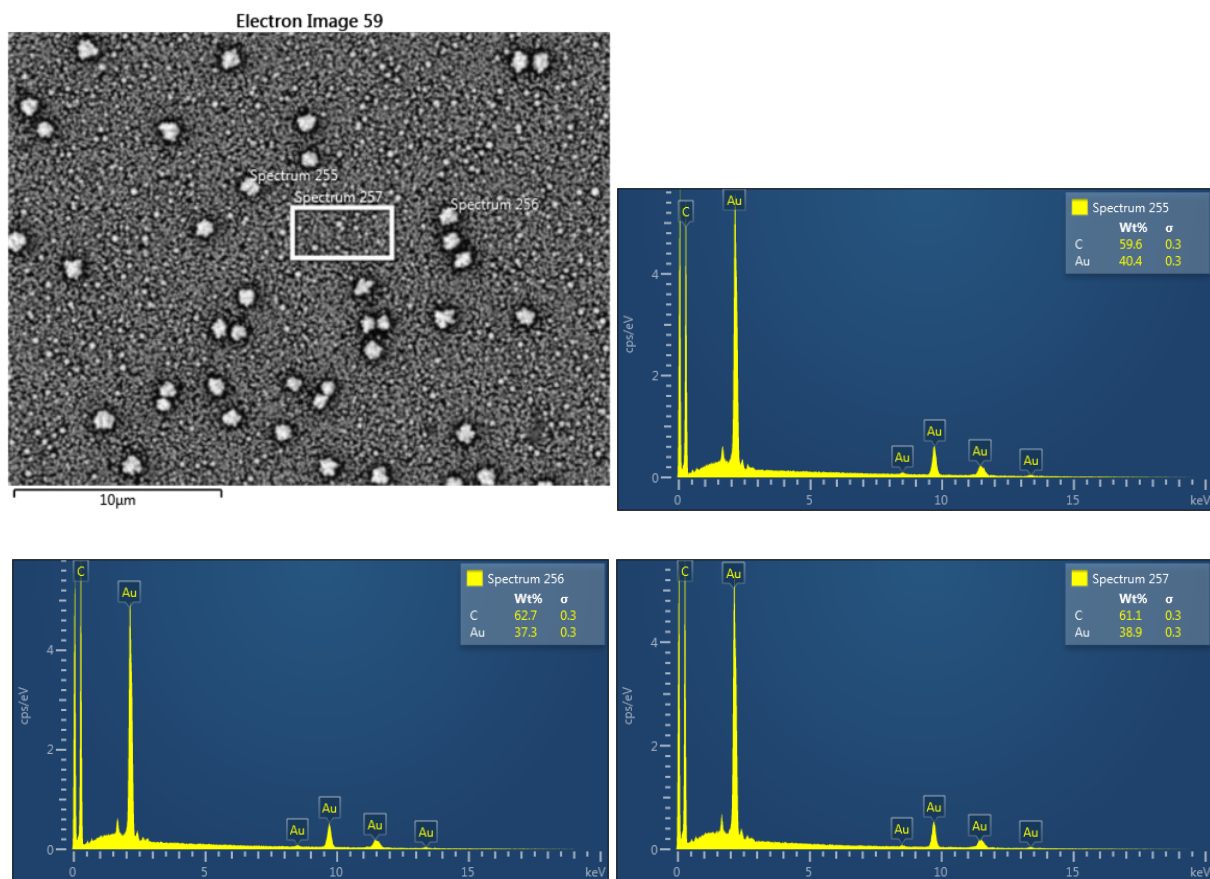 Electron Image 59
Spectrum 255
Spectrum 257
Spectrum 256
10µm
Spectrum 255
Wt% σ
C 59.6 0.3
Au 40.4 0.3
C
Au
Au
Au
Au
Au
cps/eV
4
2
0
0 5 10 15 keV
Spectrum 256
Wt% σ
C 62.7 0.3
Au 37.3 0.3
C
Au
Au
Au
Au
Au
cps/eV
4
2
0
0 5 10 15 keV
Spectrum 257
Wt% σ
C 61.1 0.3
Au 38.9 0.3
C
Au
Au
Au
Au
Au
cps/eV
4
2
0
0 5 10 15 keV